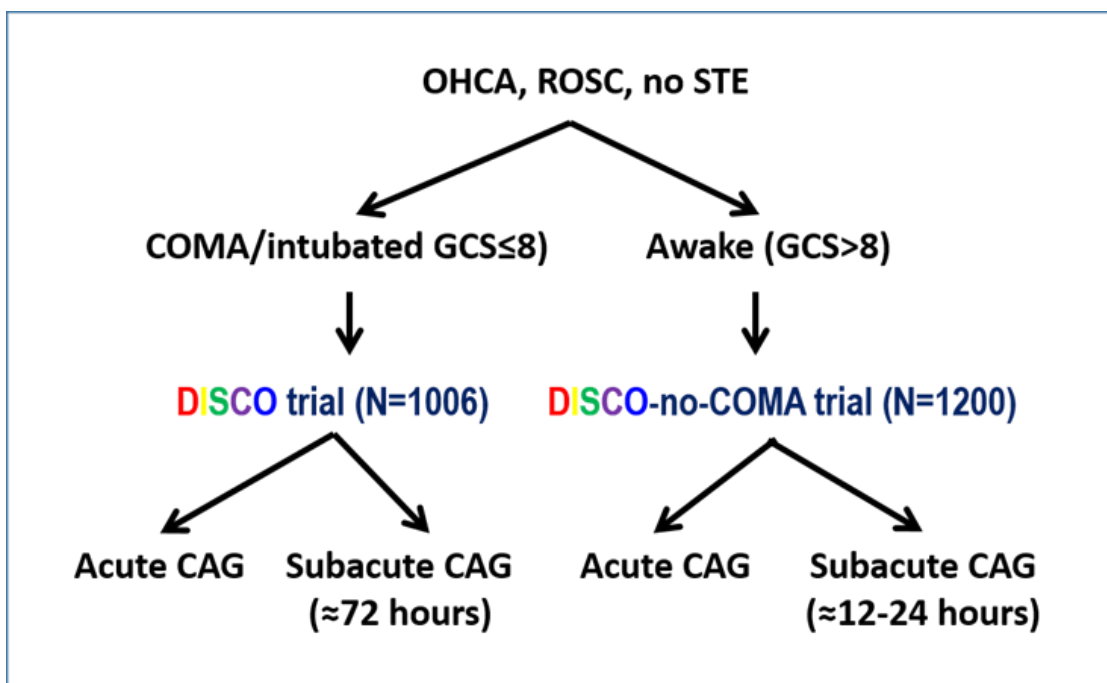 OHCA, ROSC, no STE
COMA/intubated GCS≤8)
Awake (GCS>8)
DISCO trial (N=1006)
DISCO-no-COMA trial (N=1200)
Acute CAG
Subacute CAG
(≈72 hours)
Acute CAG
Subacute CAG
(≈12-24 hours)